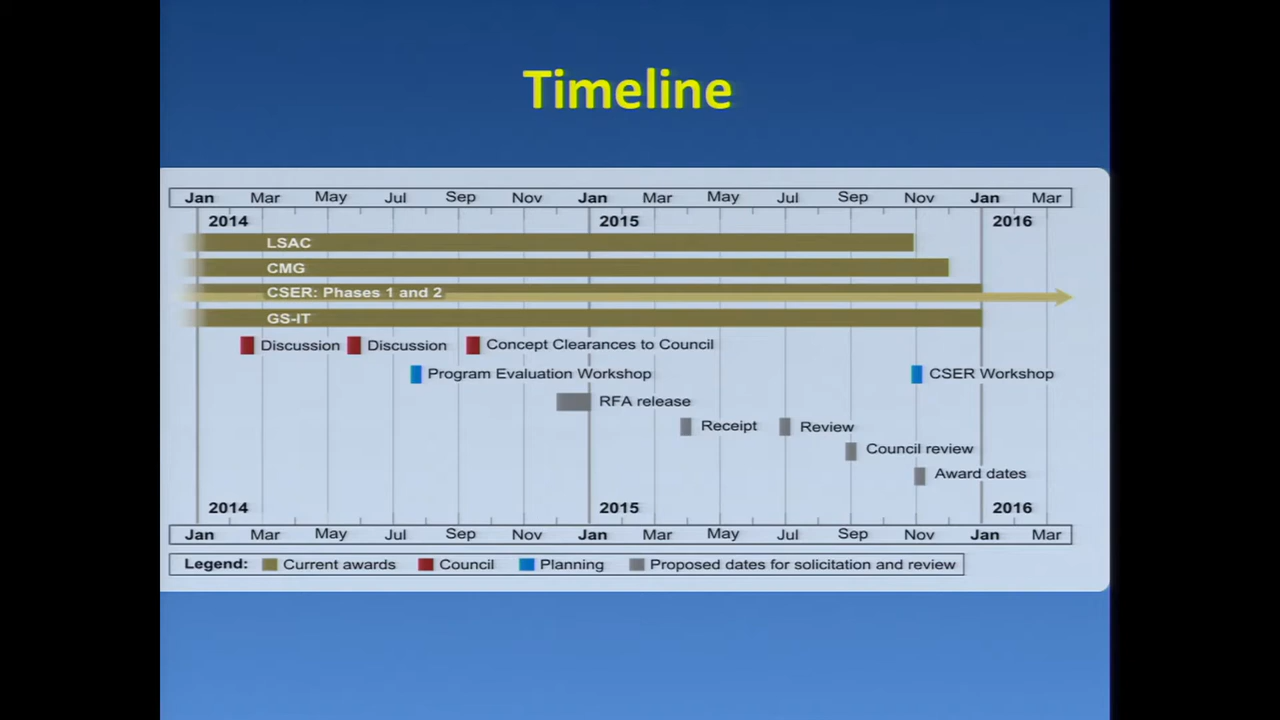 Timeline
Jan Mar May Jul Sep Nov Jan Mar May Jul Sep Nov Jan Mar
2014 2015 2016
LSAC
CMG
CSER: Phases 1 and 2
GS-IT
Discussion Discussion Concept Clearances to Council
Program Evaluation Workshop CSER Workshop
RFA release
Receipt Review
Council review
Award dates
2014 2015 2016
Jan Mar May Jul Sep Nov Jan Mar May Jul Sep Nov Jan Mar
Legend: Current awards Council Planning Proposed dates for solicitation and review